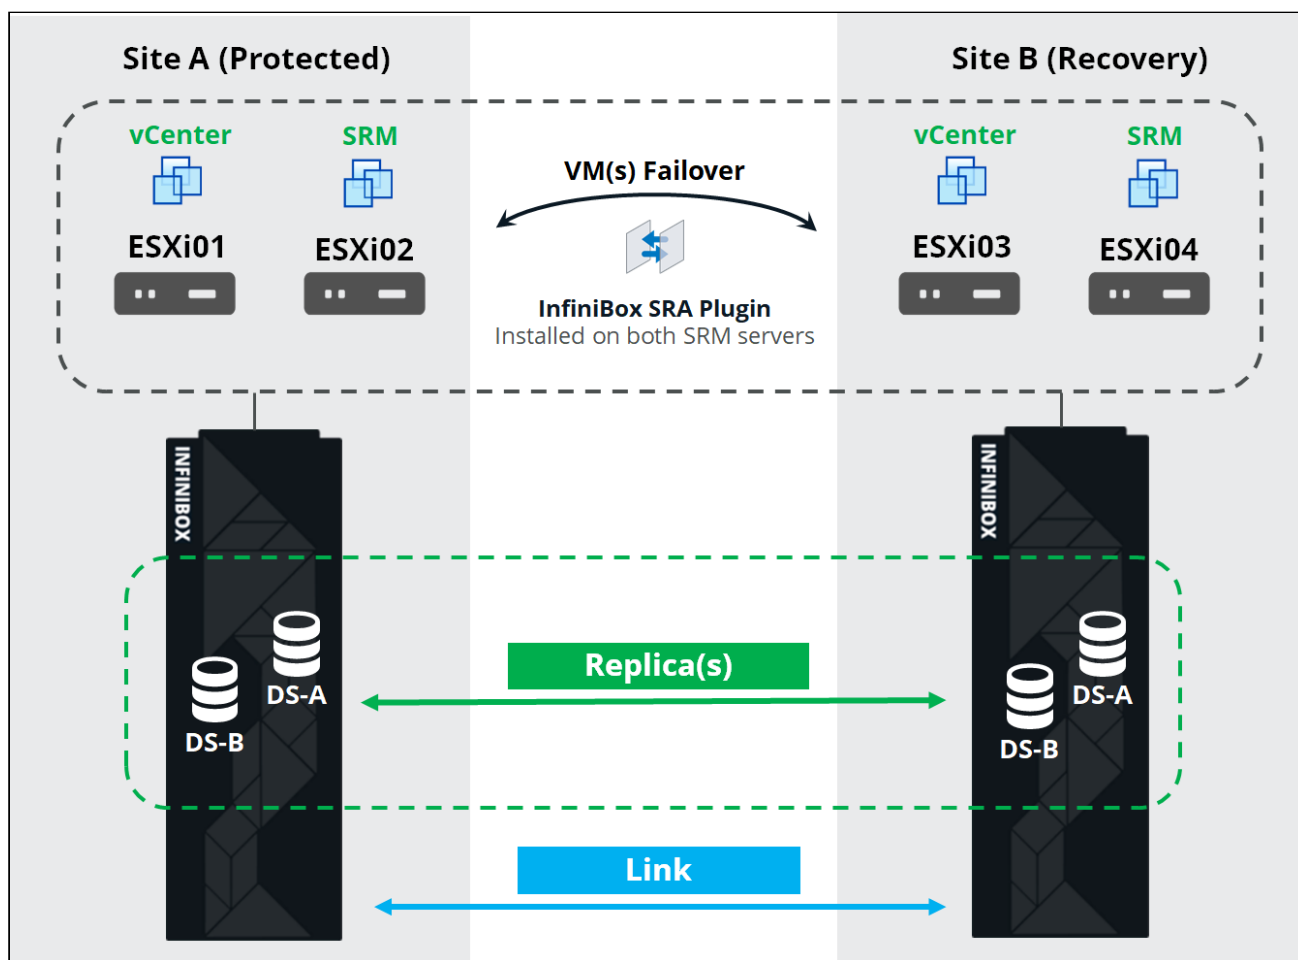 Site A (Protected)
Site B (Recovery)
vCenter
SRM
vCenter
SRM
VM(s) Failover
ESXi01
ESXi02
ESXi03
ESXi04
InfiniBox SRA Plugin
Installed on both SRM servers
INFINIBOX
INFINIBOX
Replica(s)
DS-A
DS-A
DS-B
DS-B
Link